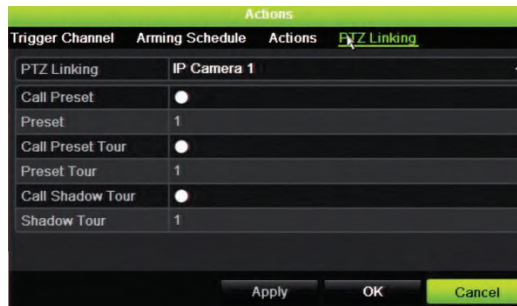 Actions
Trigger Channel Arming Schedule Actions PTZ Linking
PTZ Linking IP Camera 1
Call Preset
Preset 1
Call Preset Tour
Preset Tour 1
Call Shadow Tour
Shadow Tour 1
Apply OK Cancel